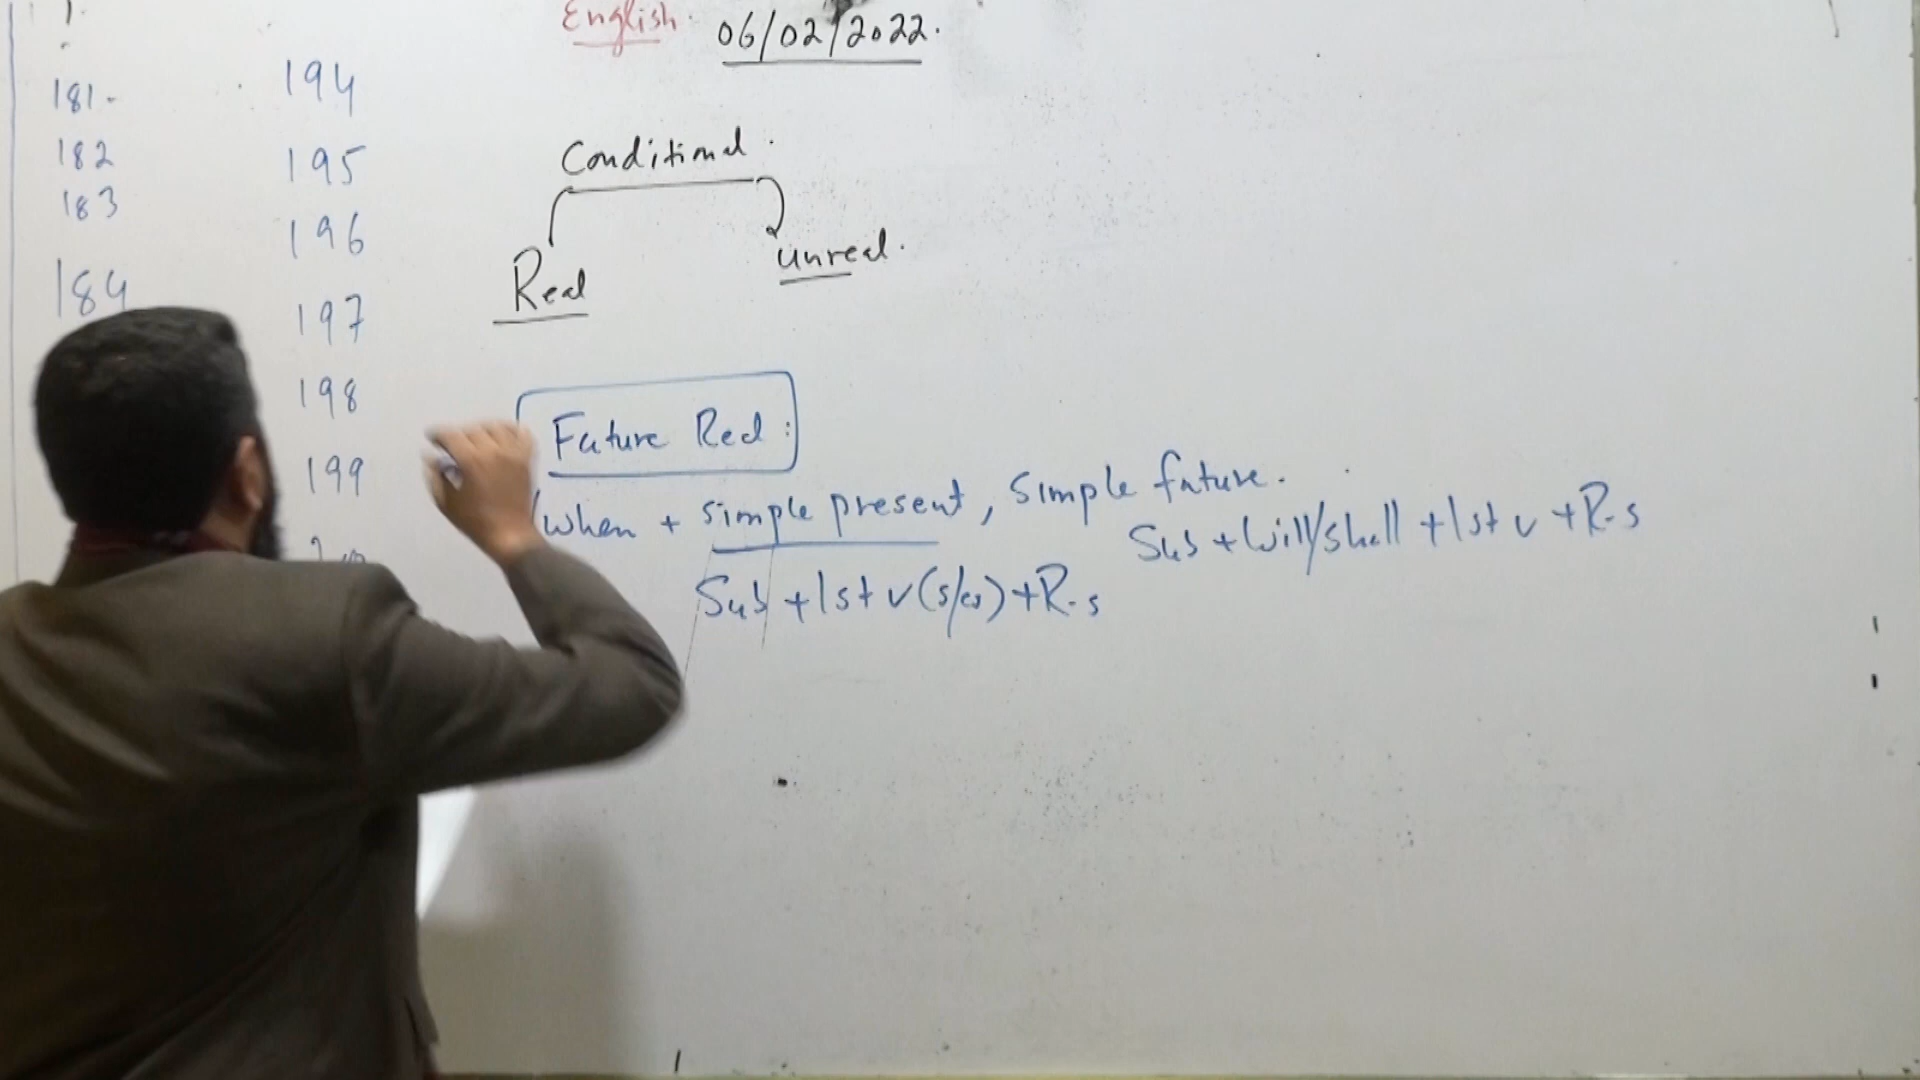 English. 06/02/2022.
181-
182
183
184
194
195
196
197
198
199
Conditional.
Real
unreal.
Future Real:
/when + simple present, simple future.
Sub + will/shall + 1st v + R.s
Sub + 1st v (s/es) + R.s